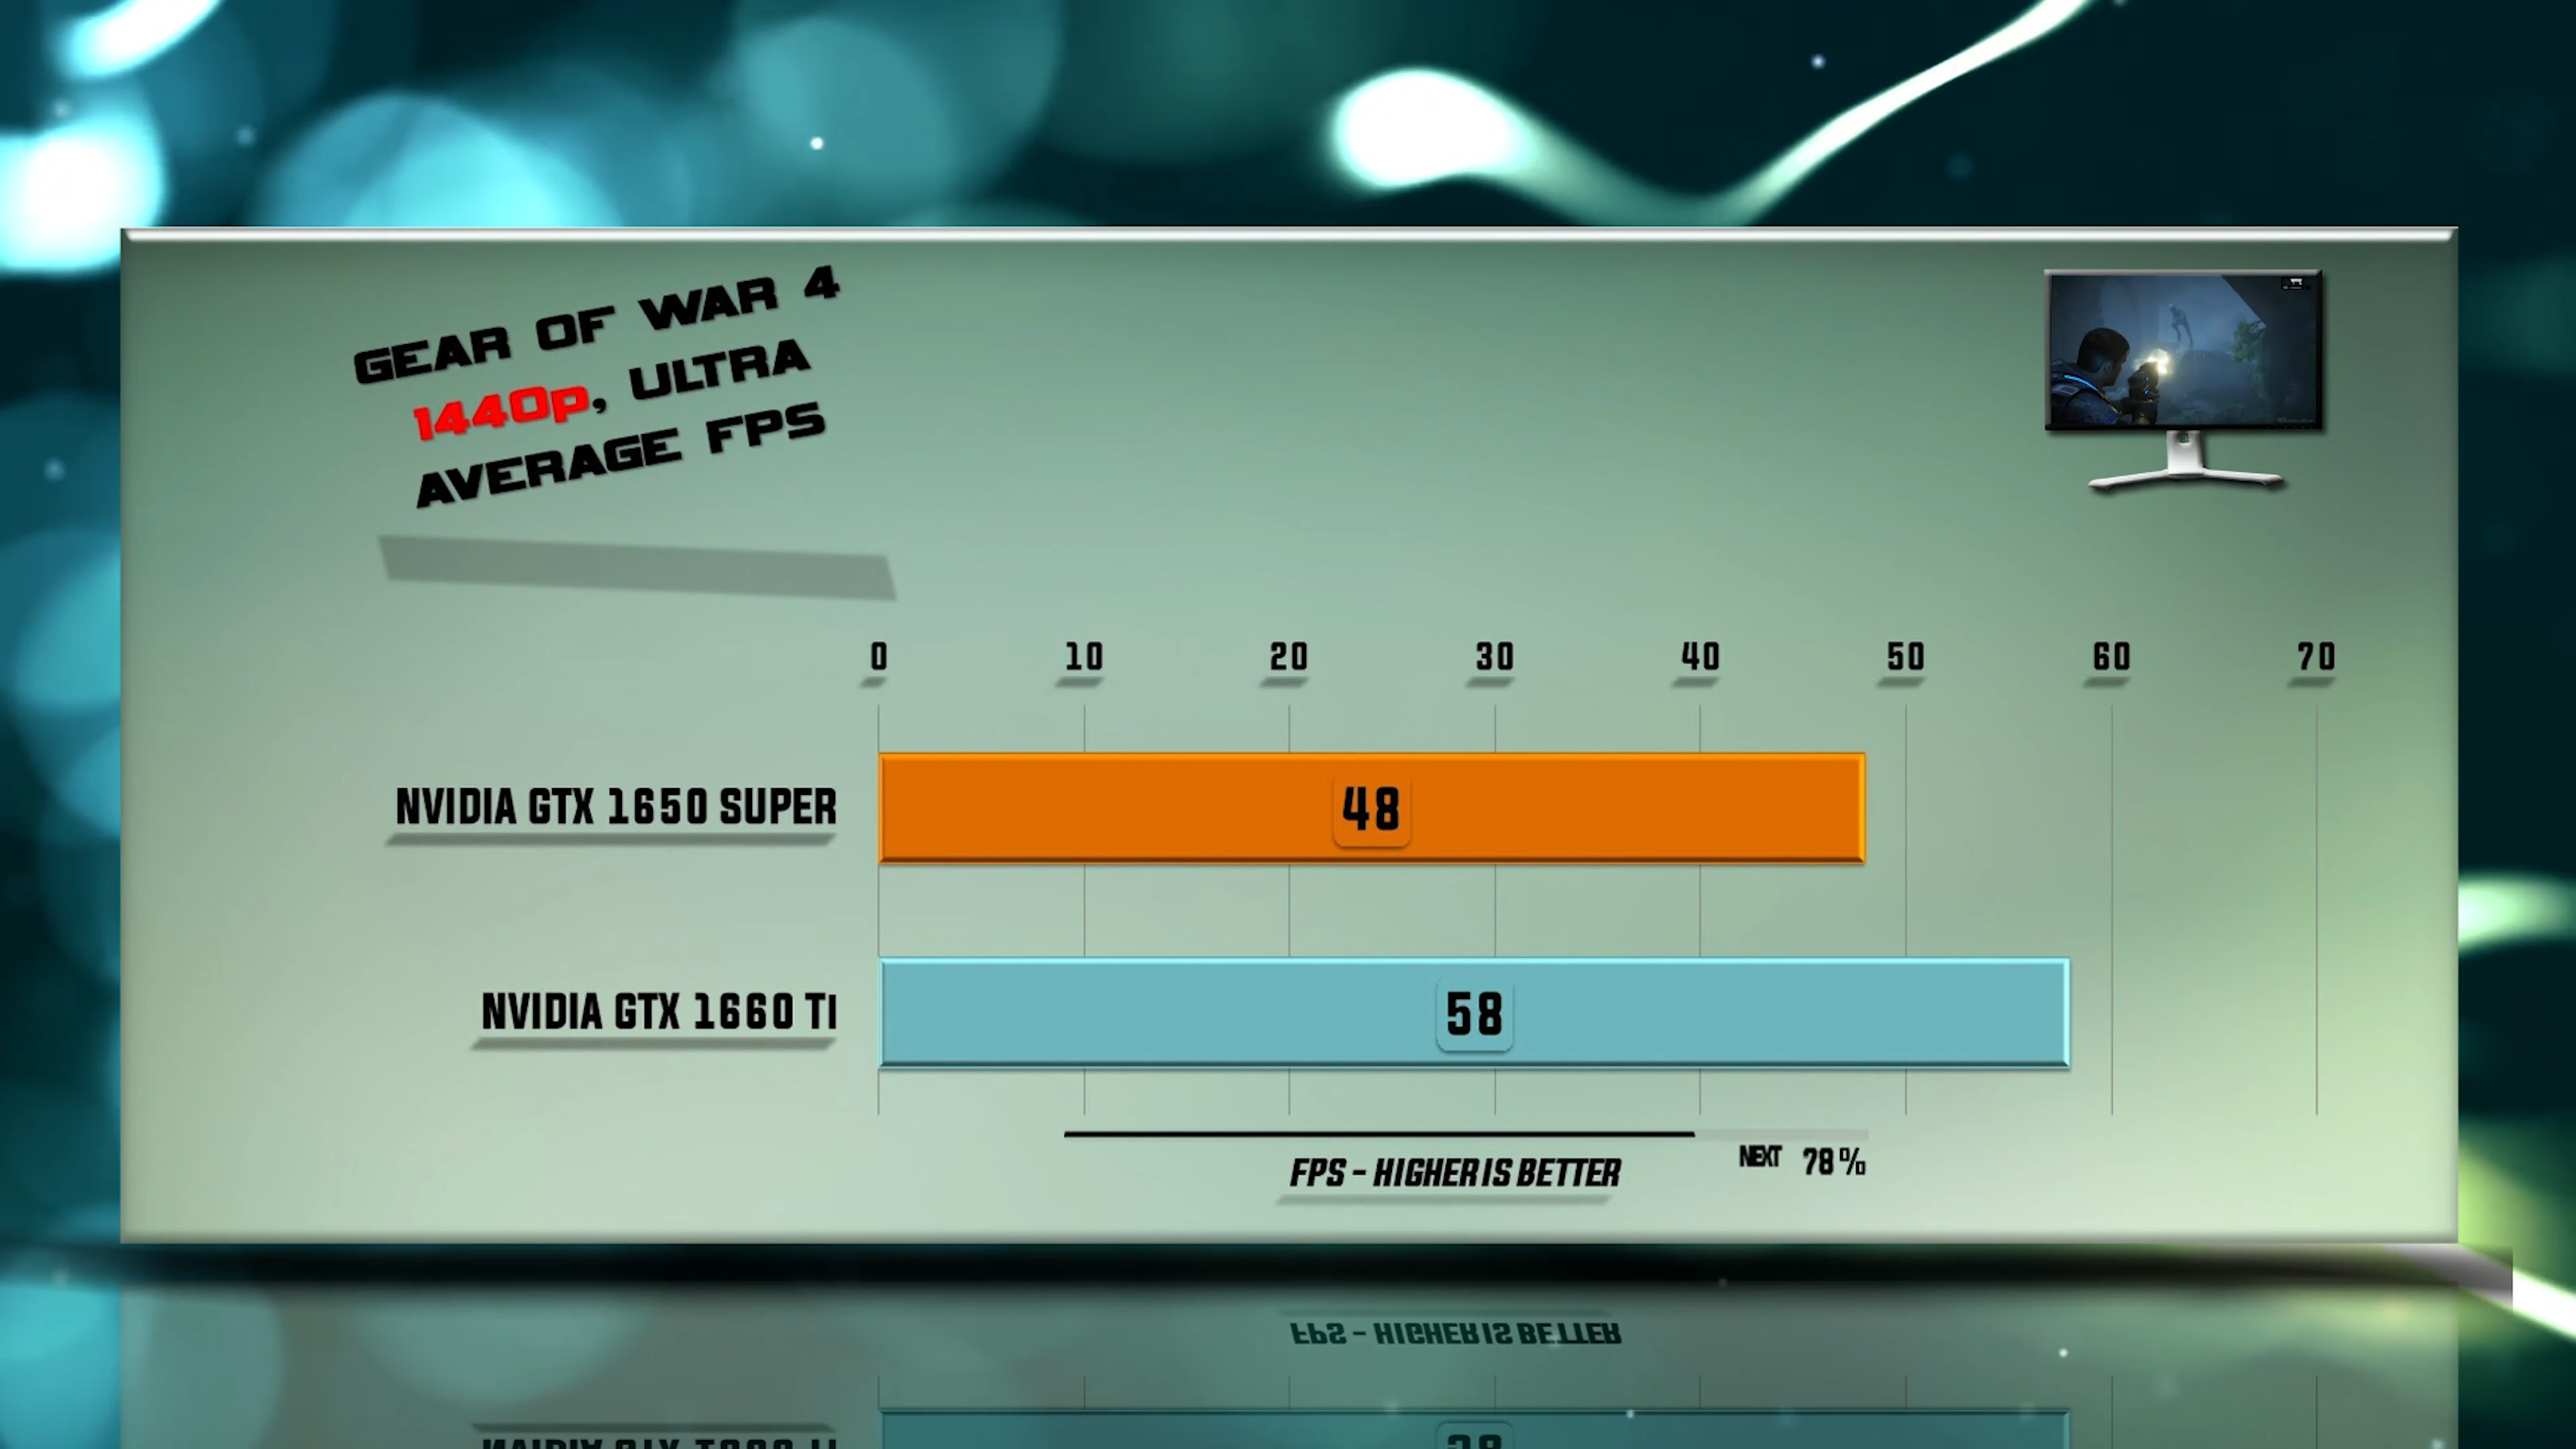 GEAR OF WAR 4
1440p, ULTRA
AVERAGE FPS
0 10 20 30 40 50 60 70
NVIDIA GTX 1650 SUPER 48
NVIDIA GTX 1660 TI 58
FPS - HIGHER IS BETTER
NEXT 78%